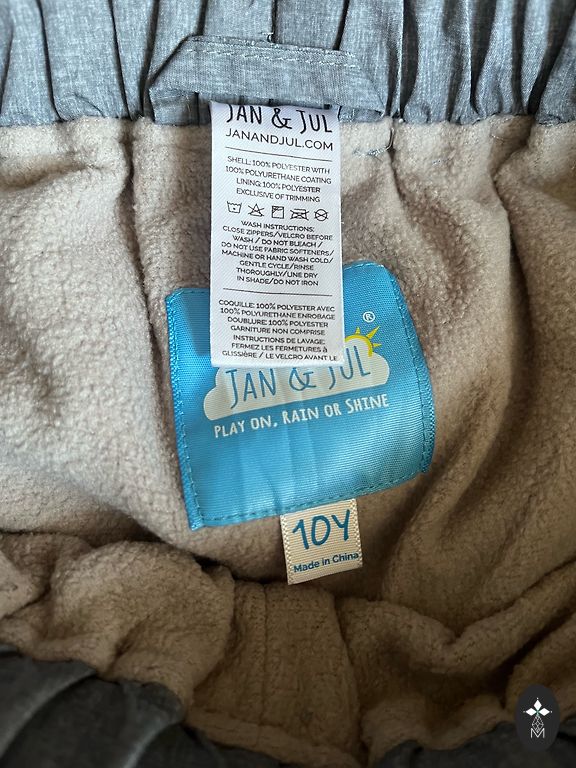 JAN & JUL
JANANDJUL.COM
SHELL: 100% POLYESTER WITH
100% POLYURETHANE COATING
LINING: 100% POLYESTER
EXCLUSIVE OF TRIMMING
WASH INSTRUCTIONS:
CLOSE ZIPPERS/VELCRO BEFORE
WASH / DO NOT BLEACH /
DO NOT USE FABRIC SOFTENERS/
MACHINE OR HAND WASH COLD/
GENTLE CYCLE/RINSE
THOROUGHLY/LINE DRY
IN SHADE/DO NOT IRON
COQUILLE: 100% POLYESTER AVEC
100% POLYURETHANE ENROBAGE
DOUBLURE: 100% POLYESTER
GARNITURE NON COMPRISE
INSTRUCTIONS DE LAVAGE:
FERMEZ LES FERMETURES À
GLISSIÈRE / LE VELCRO AVANT LE
®
JAN & JUL
PLAY ON, RAIN OR SHINE
10Y
Made in China
M